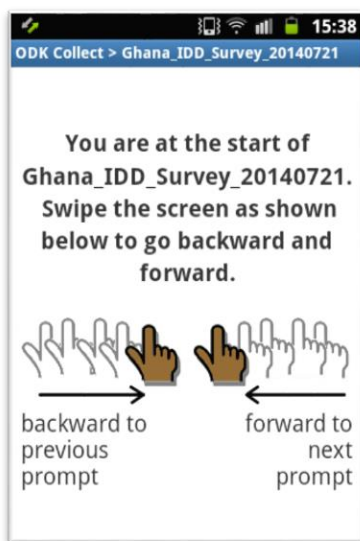 15:38
ODK Collect > Ghana_IDD_Survey_20140721
You are at the start of
Ghana_IDD_Survey_20140721.
Swipe the screen as shown
below to go backward and
forward.
backward to
previous
prompt
forward to
next
prompt